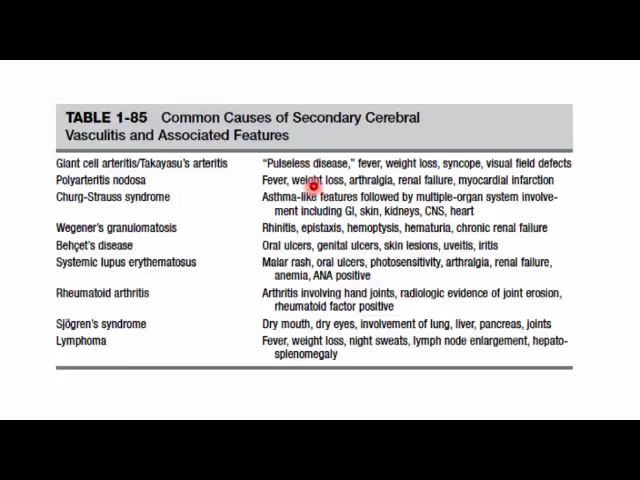 TABLE 1-85 Common Causes of Secondary Cerebral
Vasculitis and Associated Features
Giant cell arteritis/Takayasu's arteritis "Pulseless disease," fever, weight loss, syncope, visual field defects
Polyarteritis nodosa Fever, weight loss, arthralgia, renal failure, myocardial infarction
Churg-Strauss syndrome Asthma-like features followed by multiple-organ system involve-
ment including GI, skin, kidneys, CNS, heart
Wegener's granulomatosis Rhinitis, epistaxis, hemoptysis, hematuria, chronic renal failure
Behçet's disease Oral ulcers, genital ulcers, skin lesions, uveitis, iritis
Systemic lupus erythematosus Malar rash, oral ulcers, photosensitivity, arthralgia, renal failure,
anemia, ANA positive
Rheumatoid arthritis Arthritis involving hand joints, radiologic evidence of joint erosion,
rheumatoid factor positive
Sjögren's syndrome Dry mouth, dry eyes, involvement of lung, liver, pancreas, joints
Lymphoma Fever, weight loss, night sweats, lymph node enlargement, hepato-
splenomegaly